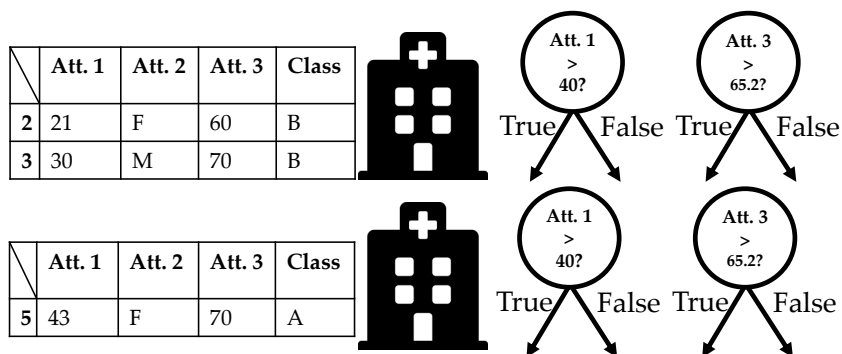 Att. 1 Att. 2 Att. 3 Class
2 21 F 60 B
3 30 M 70 B
Att. 1
>
40?
True False
Att. 3
>
65.2?
True False
Att. 1 Att. 2 Att. 3 Class
5 43 F 70 A
Att. 1
>
40?
True False
Att. 3
>
65.2?
True False